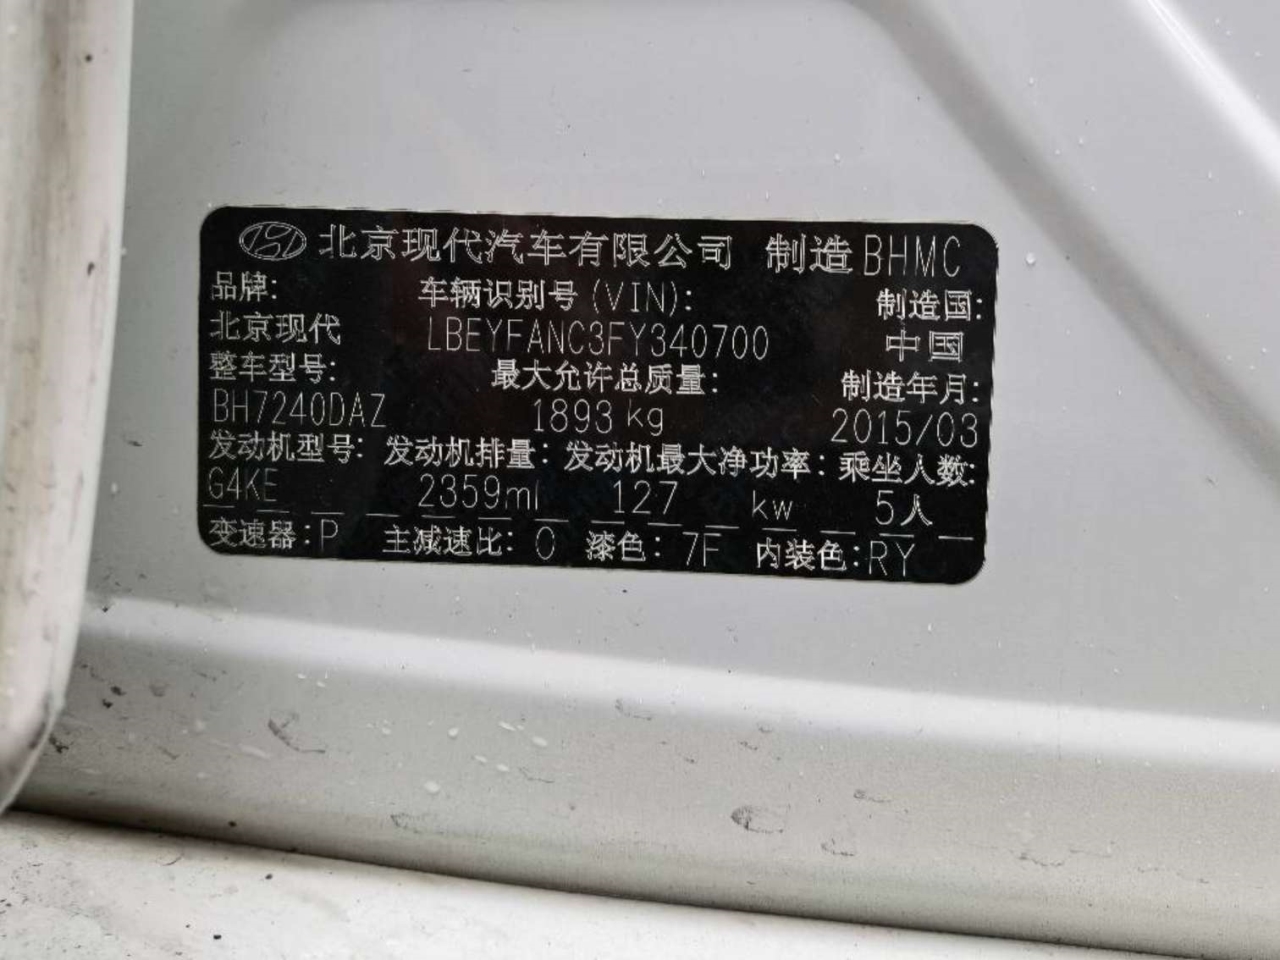 北京现代汽车有限公司 制造 BHMC
品牌: 车辆识别号(VIN): 制造国:
北京现代 LBEYFANC3FY340700 中国
整车型号: 最大允许总质量: 制造年月:
BH7240DAZ 1893 kg 2015/03
发动机型号: 发动机排量: 发动机最大净功率: 乘坐人数:
G4KE 2359ml 127 kw 5人
变速器: P 主减速比: O 漆色: 7F 内装色: RY